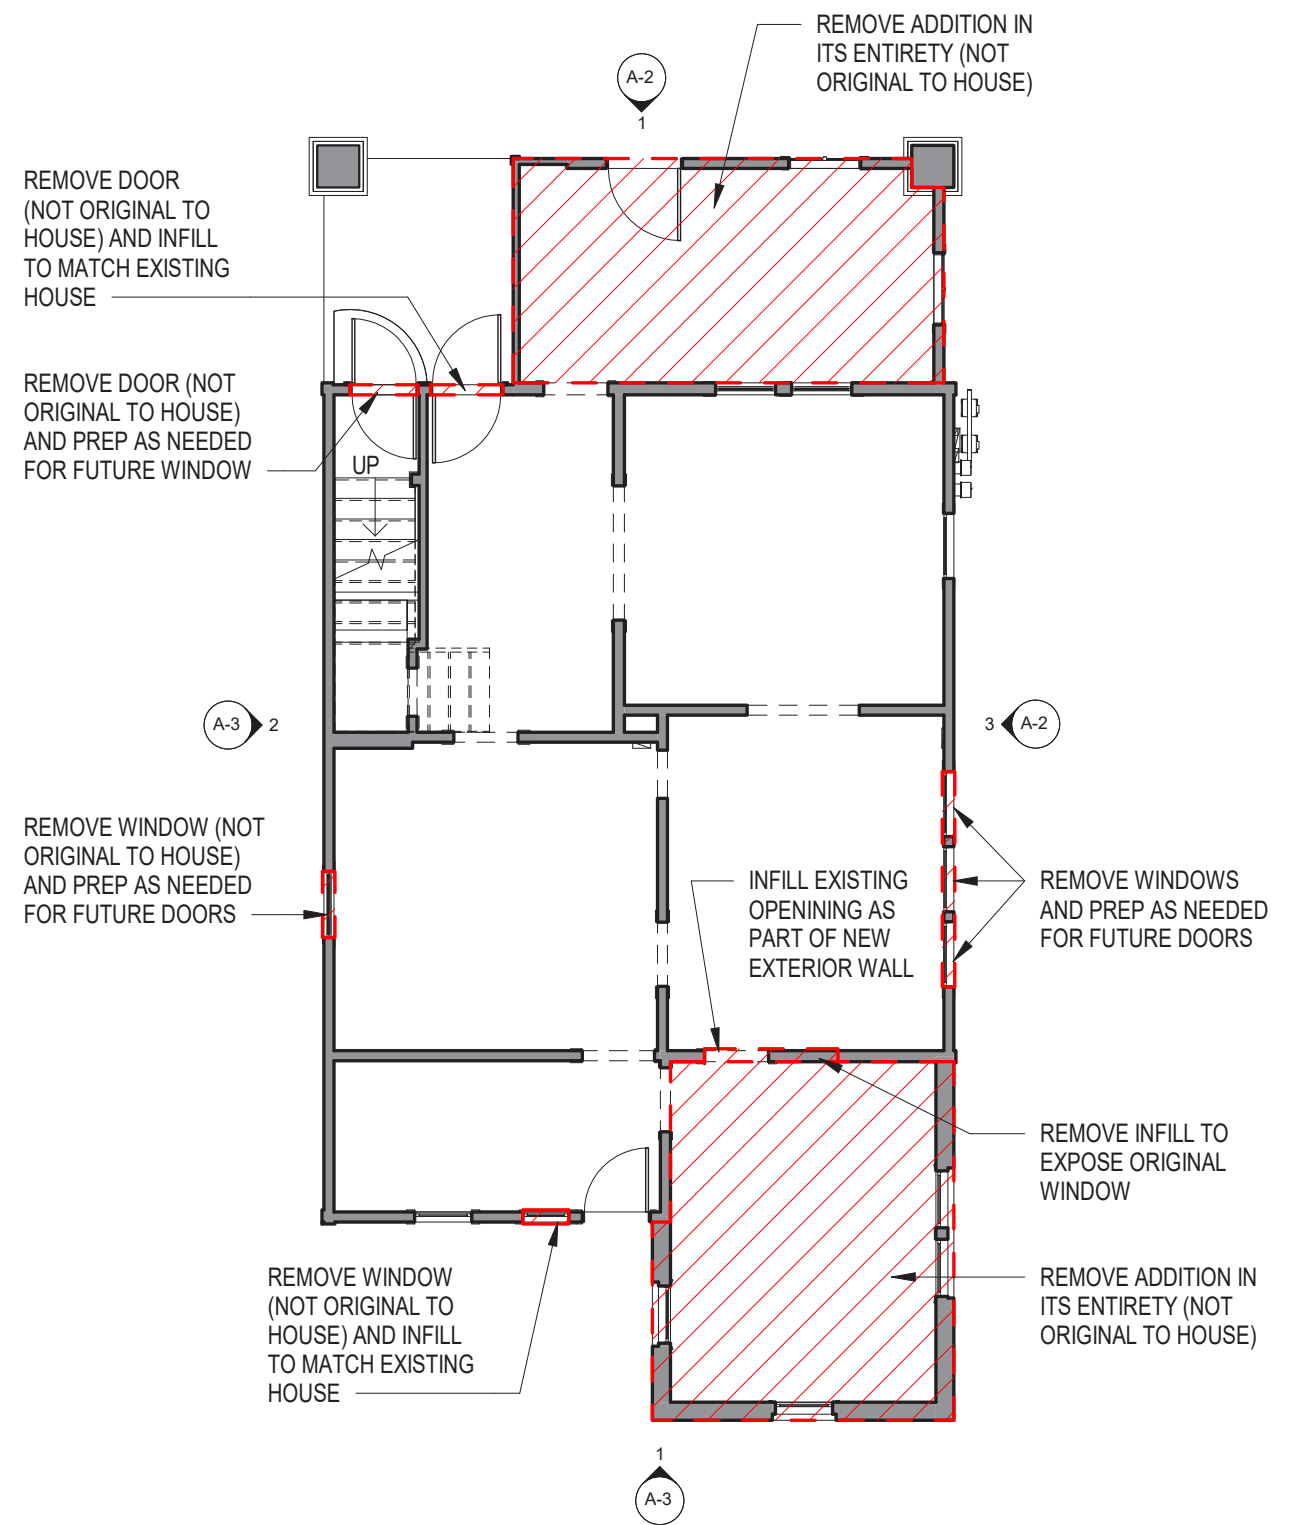 REMOVE ADDITION IN
ITS ENTIRETY (NOT
ORIGINAL TO HOUSE)
A-2
1
REMOVE DOOR
(NOT ORIGINAL TO
HOUSE) AND INFILL
TO MATCH EXISTING
HOUSE
REMOVE DOOR (NOT
ORIGINAL TO HOUSE)
AND PREP AS NEEDED
FOR FUTURE WINDOW
UP
A-3
2
3
A-2
REMOVE WINDOW (NOT
ORIGINAL TO HOUSE)
AND PREP AS NEEDED
FOR FUTURE DOORS
INFILL EXISTING
OPENINING AS
PART OF NEW
EXTERIOR WALL
REMOVE WINDOWS
AND PREP AS NEEDED
FOR FUTURE DOORS
REMOVE INFILL TO
EXPOSE ORIGINAL
WINDOW
REMOVE WINDOW
(NOT ORIGINAL TO
HOUSE) AND INFILL
TO MATCH EXISTING
HOUSE
REMOVE ADDITION IN
ITS ENTIRETY (NOT
ORIGINAL TO HOUSE)
1
A-3